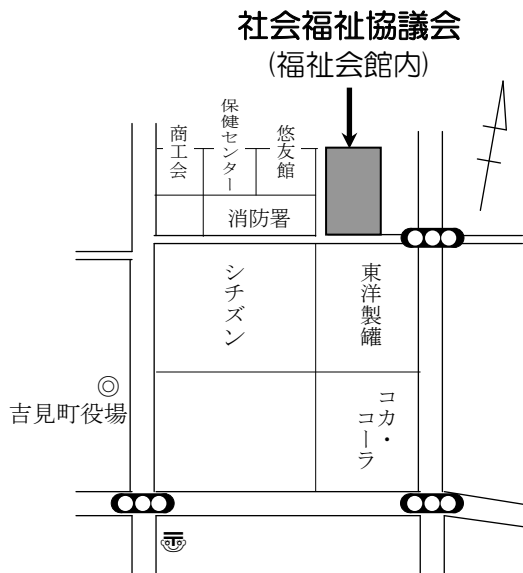 社会福祉協議会
(福祉会館内)
商工会
保健センター
悠友館
消防署
シチズン
東洋製罐
コカ・
コーラ
吉見町役場